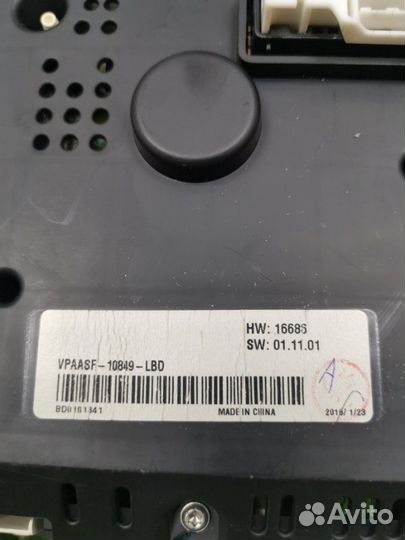 HW: 16686
SW: 01.11.01
VPAASF-10849-LBD
A
BD0161341
MADE IN CHINA
2016/1/23
Avito